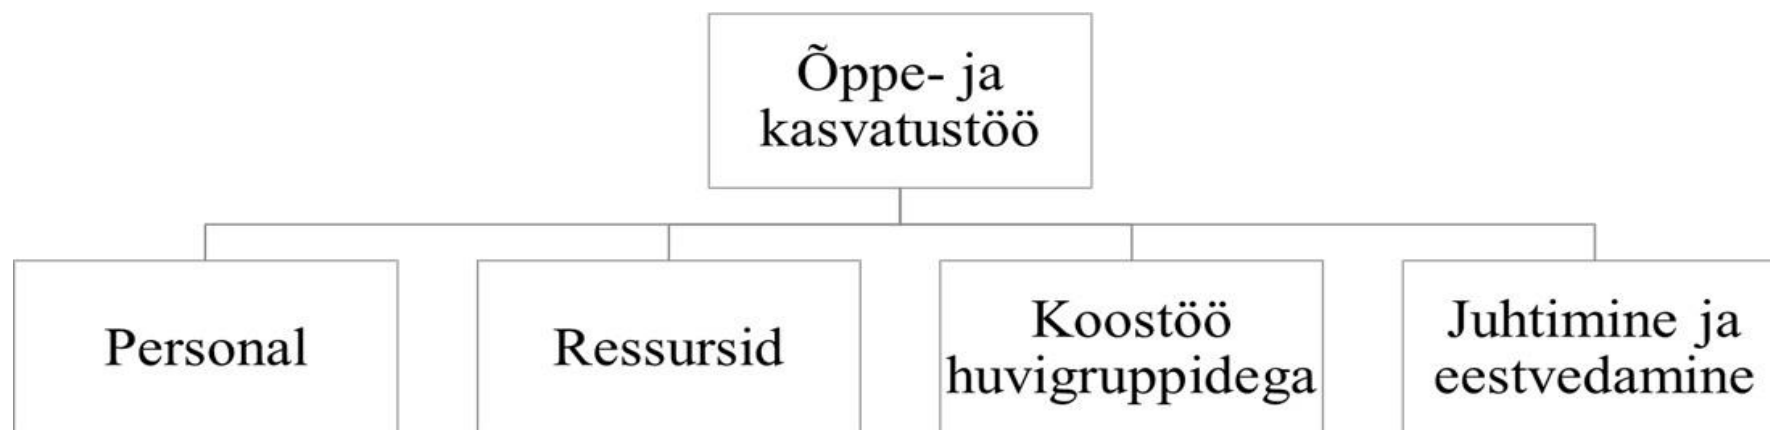 Õppe- ja
kasvatustöö
Personal
Ressursid
Koostöö
huvigruppidega
Juhtimine ja
eestvedamine